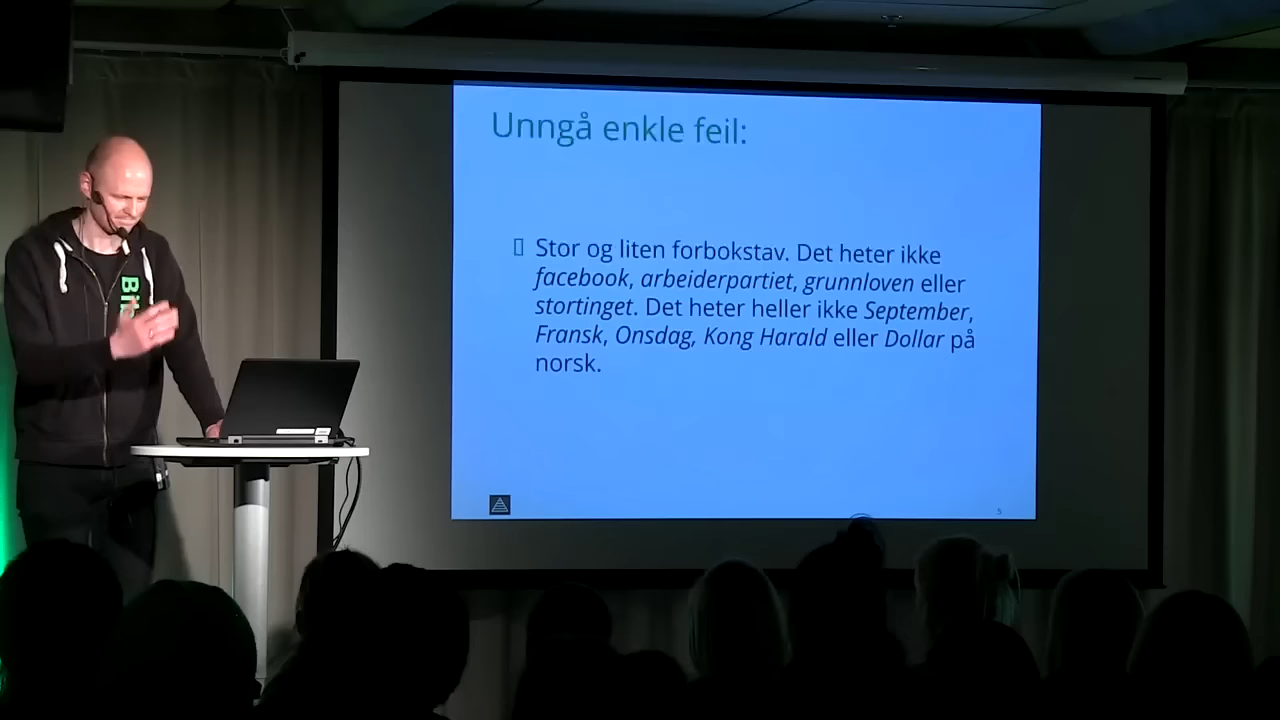 Unngå enkle feil:
Stor og liten forbokstav. Det heter ikke
facebook, arbeiderpartiet, grunnloven eller
stortinget. Det heter heller ikke September,
Fransk, Onsdag, Kong Harald eller Dollar på
norsk.
5